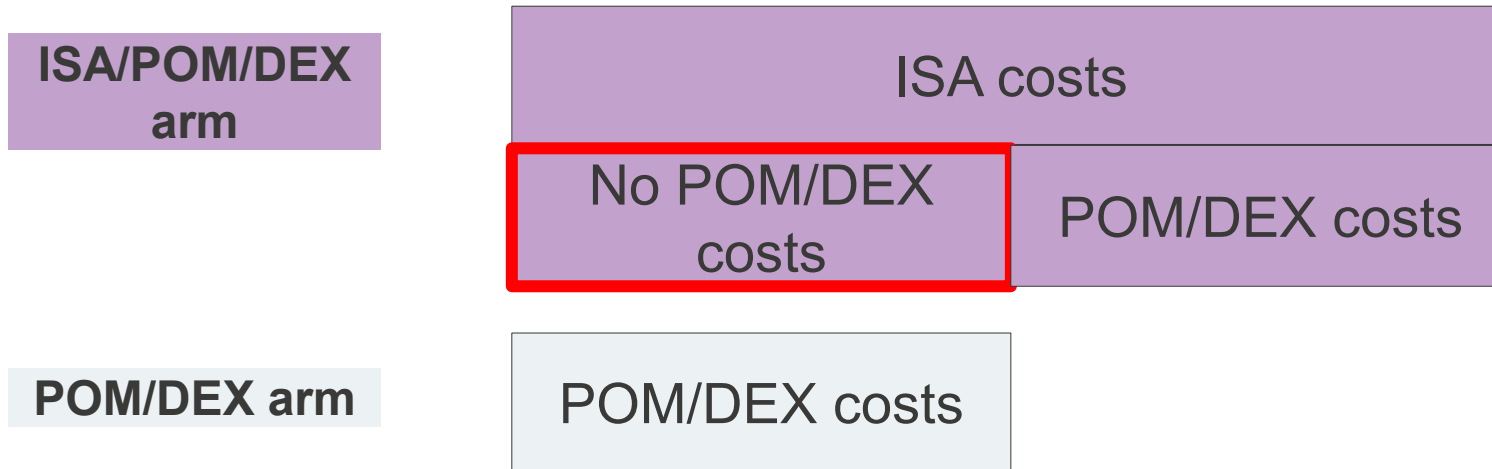 ISA/POM/DEX
arm
ISA costs
No POM/DEX
costs
POM/DEX costs
POM/DEX arm
POM/DEX costs